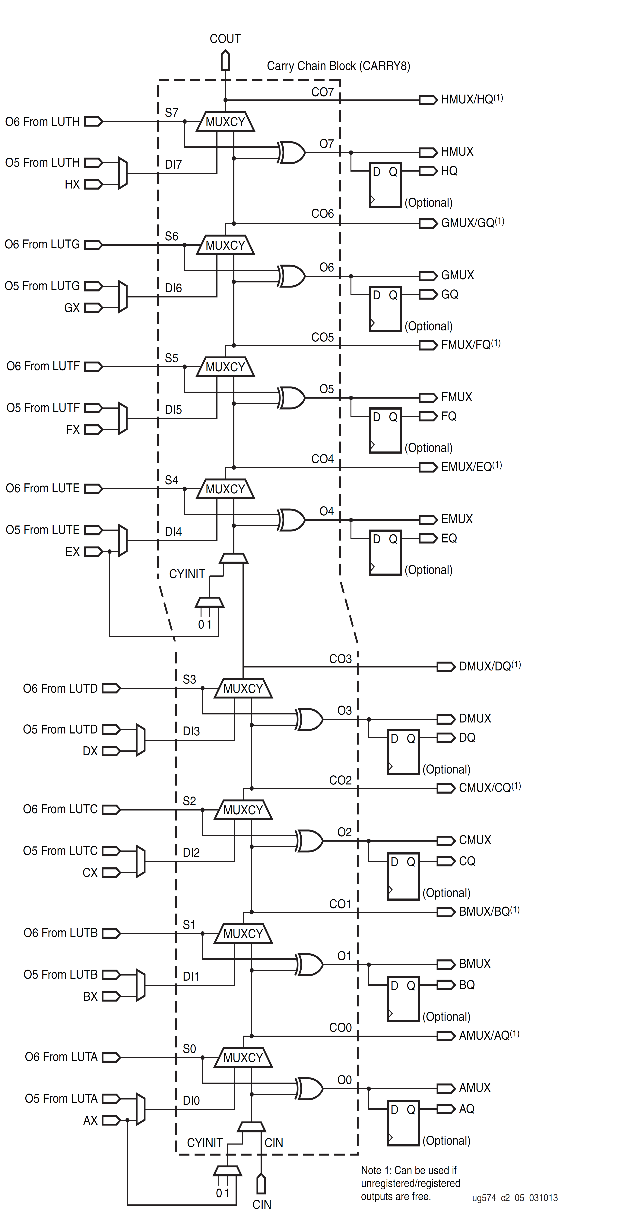 COUT
Carry Chain Block (CARRY8)
CO7
HMUX/HQ(1)
S7
O6 From LUTH
MUXCY
O7
HMUX
O5 From LUTH
DI7
D Q
HQ
HX
(Optional)
CO6
GMUX/GQ(1)
S6
O6 From LUTG
MUXCY
O6
GMUX
O5 From LUTG
DI6
D Q
GQ
GX
(Optional)
CO5
FMUX/FQ(1)
S5
O6 From LUTF
MUXCY
O5
FMUX
O5 From LUTF
DI5
D Q
FQ
FX
(Optional)
CO4
EMUX/EQ(1)
S4
O6 From LUTE
MUXCY
O4
EMUX
O5 From LUTE
DI4
D Q
EQ
EX
(Optional)
CYINIT
0 1
CO3
DMUX/DQ(1)
S3
O6 From LUTD
MUXCY
O3
DMUX
O5 From LUTD
DI3
D Q
DQ
DX
(Optional)
CO2
CMUX/CQ(1)
S2
O6 From LUTC
MUXCY
O2
CMUX
O5 From LUTC
DI2
D Q
CQ
CX
(Optional)
CO1
BMUX/BQ(1)
S1
O6 From LUTB
MUXCY
O1
BMUX
O5 From LUTB
DI1
D Q
BQ
BX
(Optional)
CO0
AMUX/AQ(1)
S0
O6 From LUTA
MUXCY
O0
AMUX
O5 From LUTA
DI0
D Q
AQ
AX
(Optional)
CYINIT
CIN
0 1
CIN
Note 1: Can be used if
unregistered/registered
outputs are free.
ug574_c2_05_031013